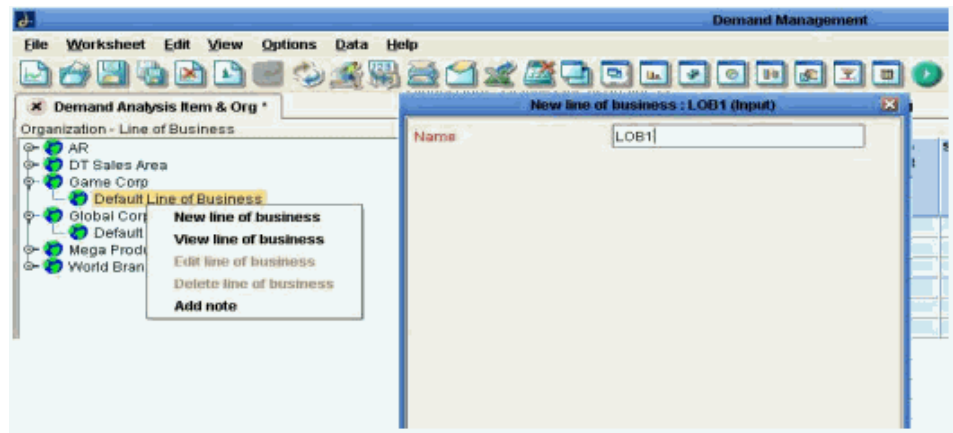 Demand Management
File Worksheet Edit View Options Data Help
Demand Analysis Item & Org *
Organization - Line of Business
AR
DT Sales Area
Game Corp
Default Line of Business
Global Corp
Default
Mega Produ
World Bran
New line of business
View line of business
Edit line of business
Delete line of business
Add note
New line of business : LOB1 (Input)
Name LOB1